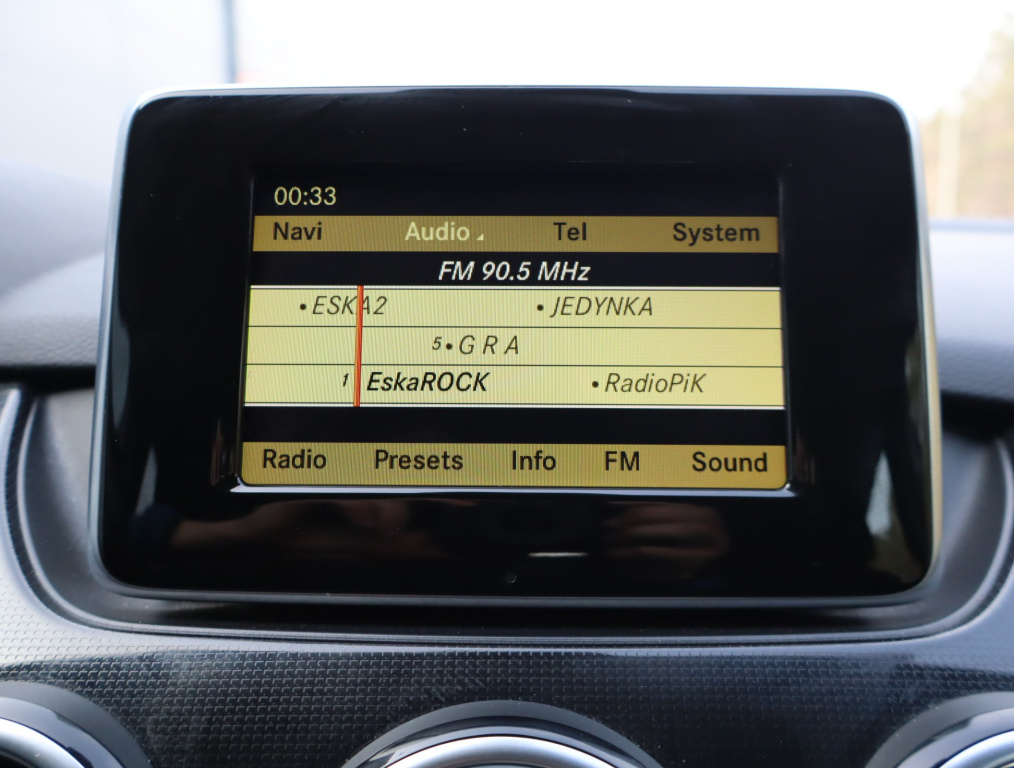 00:33
Navi Audio Tel System
FM 90.5 MHz
•ESKA2 •JEDYNKA
5•G R A
1 EskaROCK •RadioPiK
Radio Presets Info FM Sound